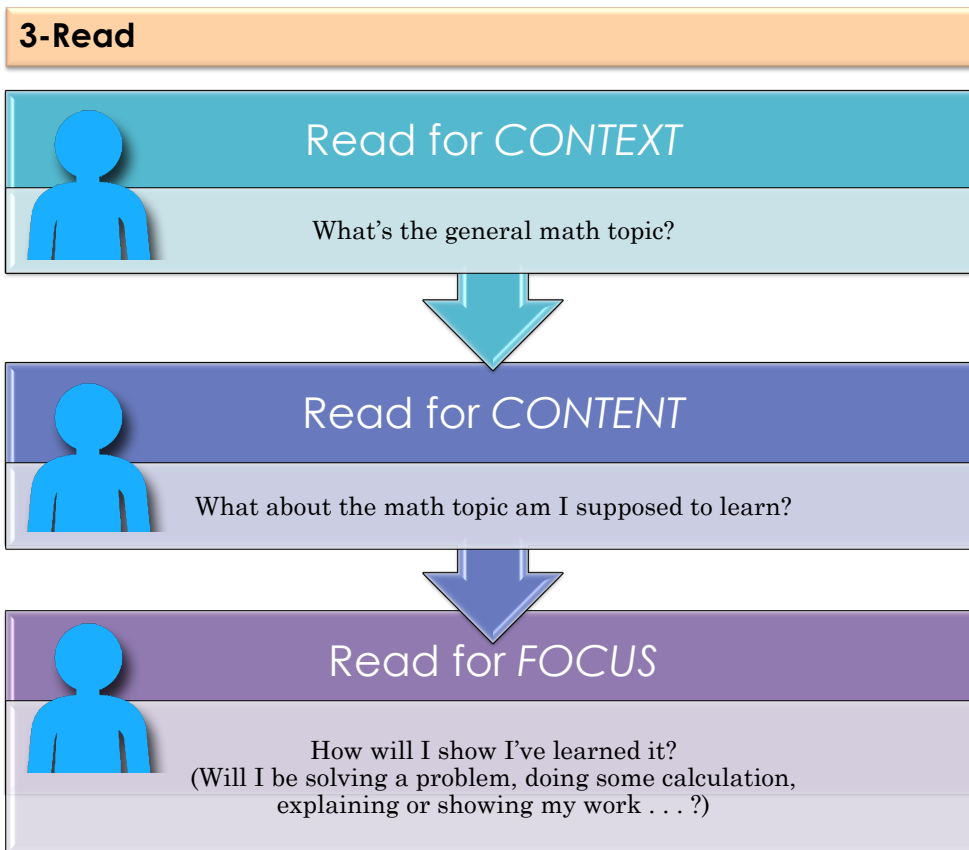 3-Read
Read for CONTEXT
What’s the general math topic?
Read for CONTENT
What about the math topic am I supposed to learn?
Read for FOCUS
How will I show I’ve learned it?
(Will I be solving a problem, doing some calculation,
explaining or showing my work . . . ?)